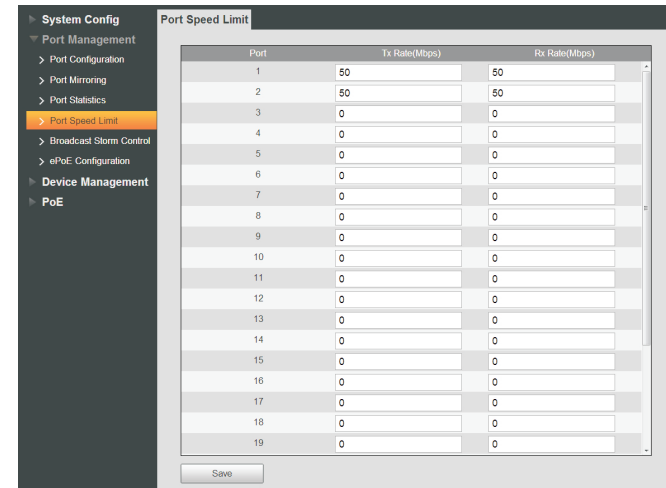 System Config
Port Management
Port Configuration
Port Mirroring
Port Statistics
Port Speed Limit
Broadcast Storm Control
ePoE Configuration
Device Management
PoE
Port Speed Limit
Port Tx Rate(Mbps) Rx Rate(Mbps)
1 50 50
2 50 50
3 0 0
4 0 0
5 0 0
6 0 0
7 0 0
8 0 0
9 0 0
10 0 0
11 0 0
12 0 0
13 0 0
14 0 0
15 0 0
16 0 0
17 0 0
18 0 0
19 0 0
Save